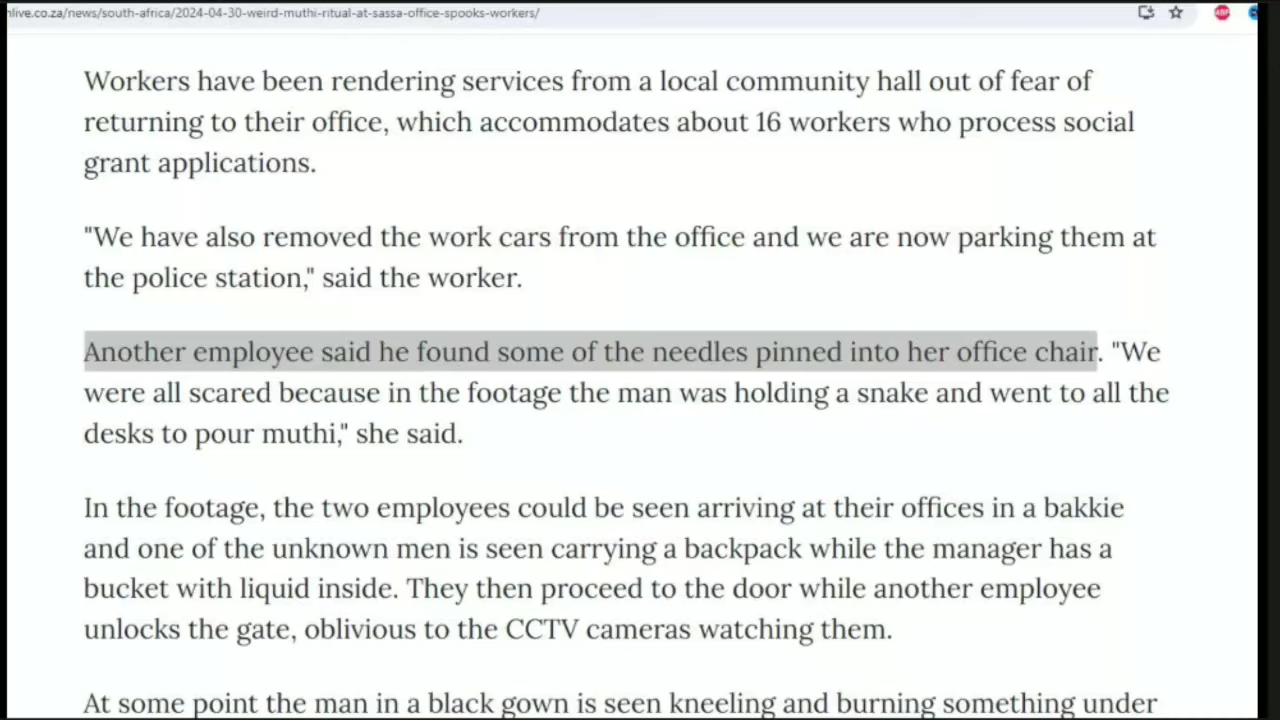 nlive.co.za/news/south-africa/2024-04-30-weird-muthi-ritual-at-sassa-office-spooks-workers/
ABP
Workers have been rendering services from a local community hall out of fear of
returning to their office, which accommodates about 16 workers who process social
grant applications.
"We have also removed the work cars from the office and we are now parking them at
the police station," said the worker.
Another employee said he found some of the needles pinned into her office chair. "We
were all scared because in the footage the man was holding a snake and went to all the
desks to pour muthi," she said.
In the footage, the two employees could be seen arriving at their offices in a bakkie
and one of the unknown men is seen carrying a backpack while the manager has a
bucket with liquid inside. They then proceed to the door while another employee
unlocks the gate, oblivious to the CCTV cameras watching them.
At some point the man in a black gown is seen kneeling and burning something under